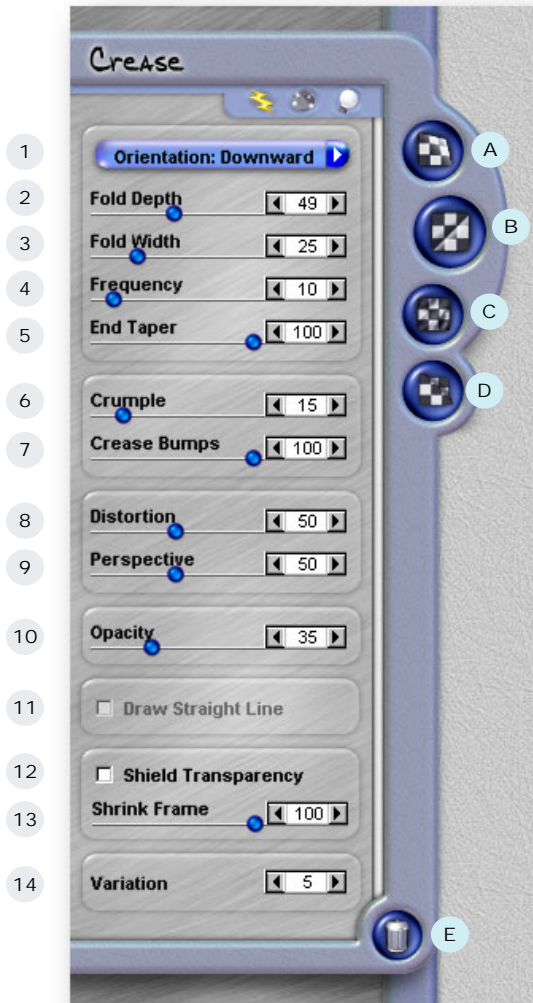 Crease
1 Orientation: Downward A
2 Fold Depth 49
B
3 Fold Width 25
4 Frequency 10
C
5 End Taper 100
D
6 Crumple 15
7 Crease Bumps 100
8 Distortion 50
9 Perspective 50
10 Opacity 35
11 Draw Straight Line
12 Shield Transparency
13 Shrink Frame 100
14 Variation 5
E